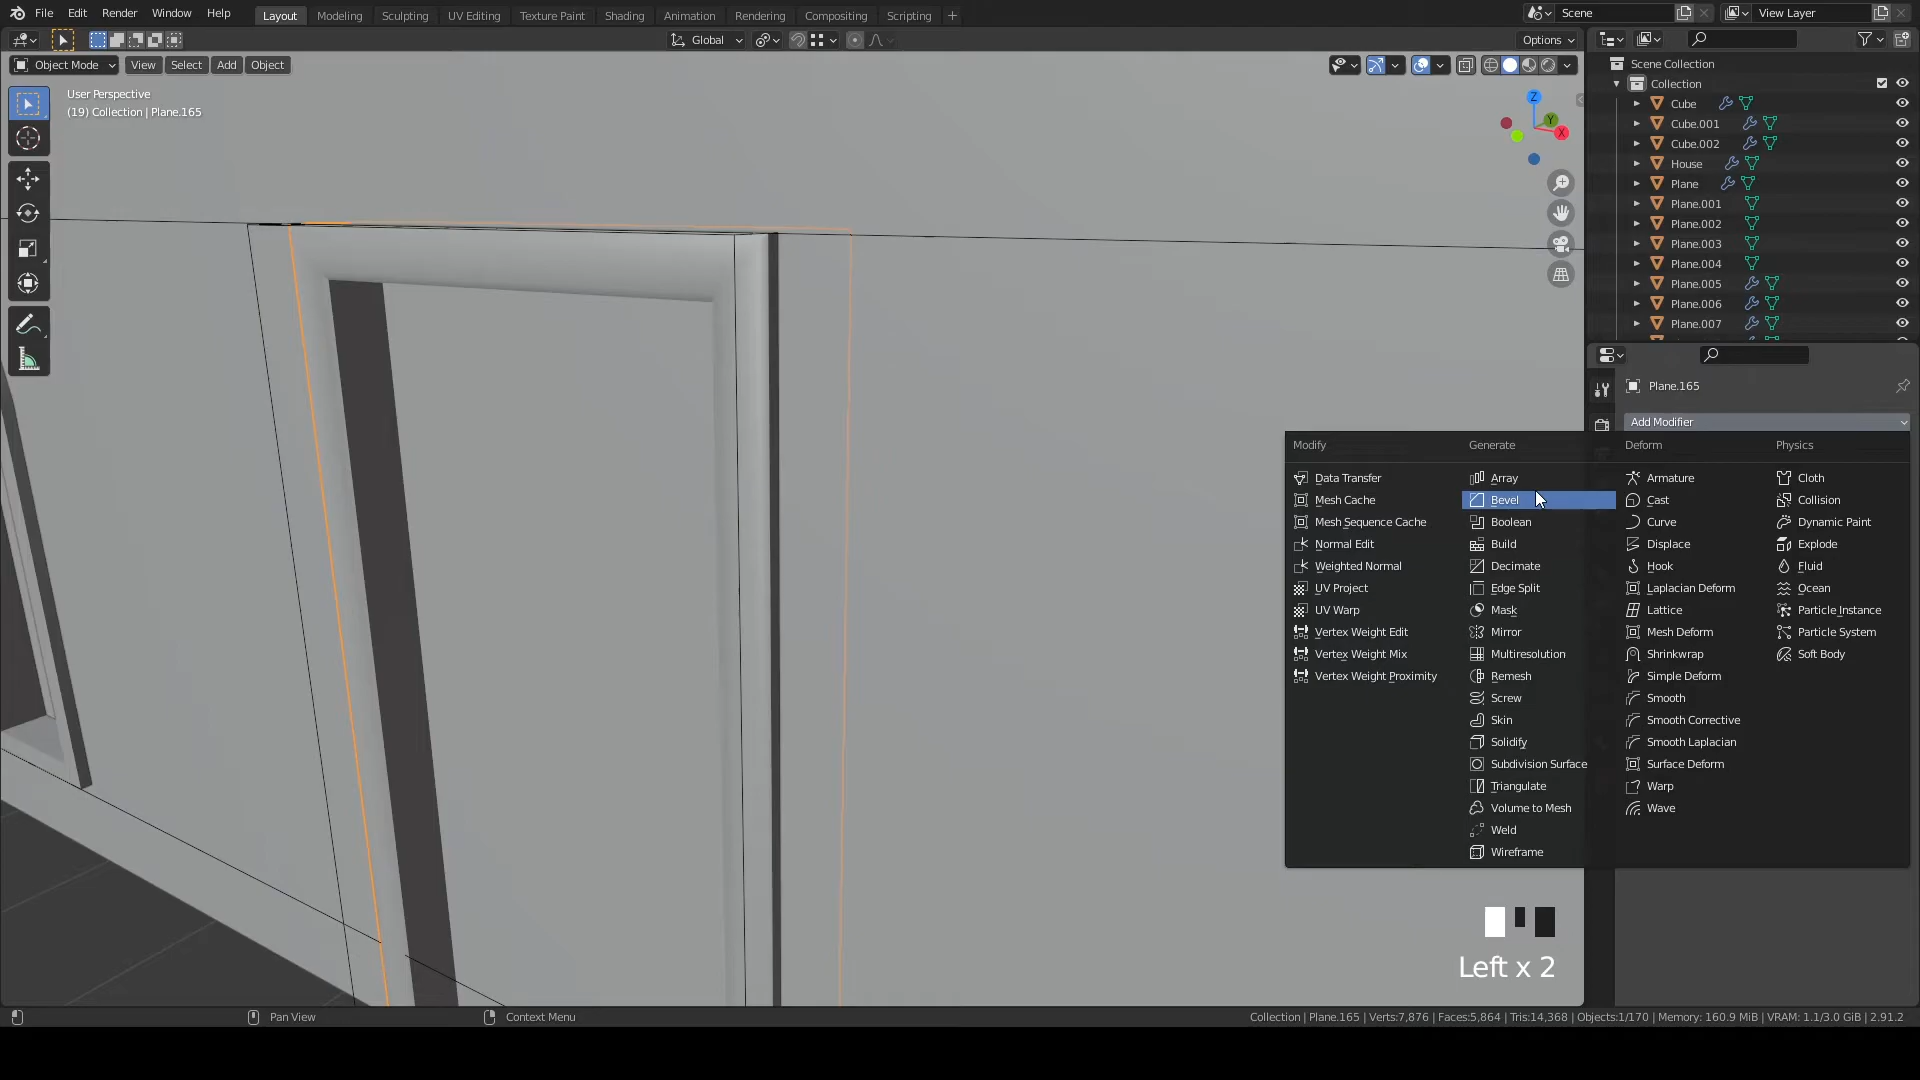 File Edit Render Window Help Layout Modeling Sculpting UV Editing Texture Paint Shading Animation Rendering Compositing Scripting + Scene View Layer
Global Options
Object Mode View Select Add Object
User Perspective
(19) Collection | Plane.165
Z
Y
X
Scene Collection
Collection
Cube
Cube.001
Cube.002
House
Plane
Plane.001
Plane.002
Plane.003
Plane.004
Plane.005
Plane.006
Plane.007
Plane.165
Add Modifier
Modify Generate Deform Physics
Data Transfer Array Armature Cloth
Mesh Cache Bevel Cast Collision
Mesh Sequence Cache Boolean Curve Dynamic Paint
Normal Edit Build Displace Explode
Weighted Normal Decimate Hook Fluid
UV Project Edge Split Laplacian Deform Ocean
UV Warp Mask Lattice Particle Instance
Vertex Weight Edit Mirror Mesh Deform Particle System
Vertex Weight Mix Multiresolution Shrinkwrap Soft Body
Vertex Weight Proximity Remesh Simple Deform
Screw Smooth
Skin Smooth Corrective
Solidify Smooth Laplacian
Subdivision Surface Surface Deform
Triangulate Warp
Volume to Mesh Wave
Weld
Wireframe
Left x 2
Pan View Context Menu Collection | Plane.165 | Verts:7,876 | Faces:5,864 | Tris:14,368 | Objects:1/170 | Memory: 160.9 MiB | VRAM: 1.1/3.0 GiB | 2.91.2